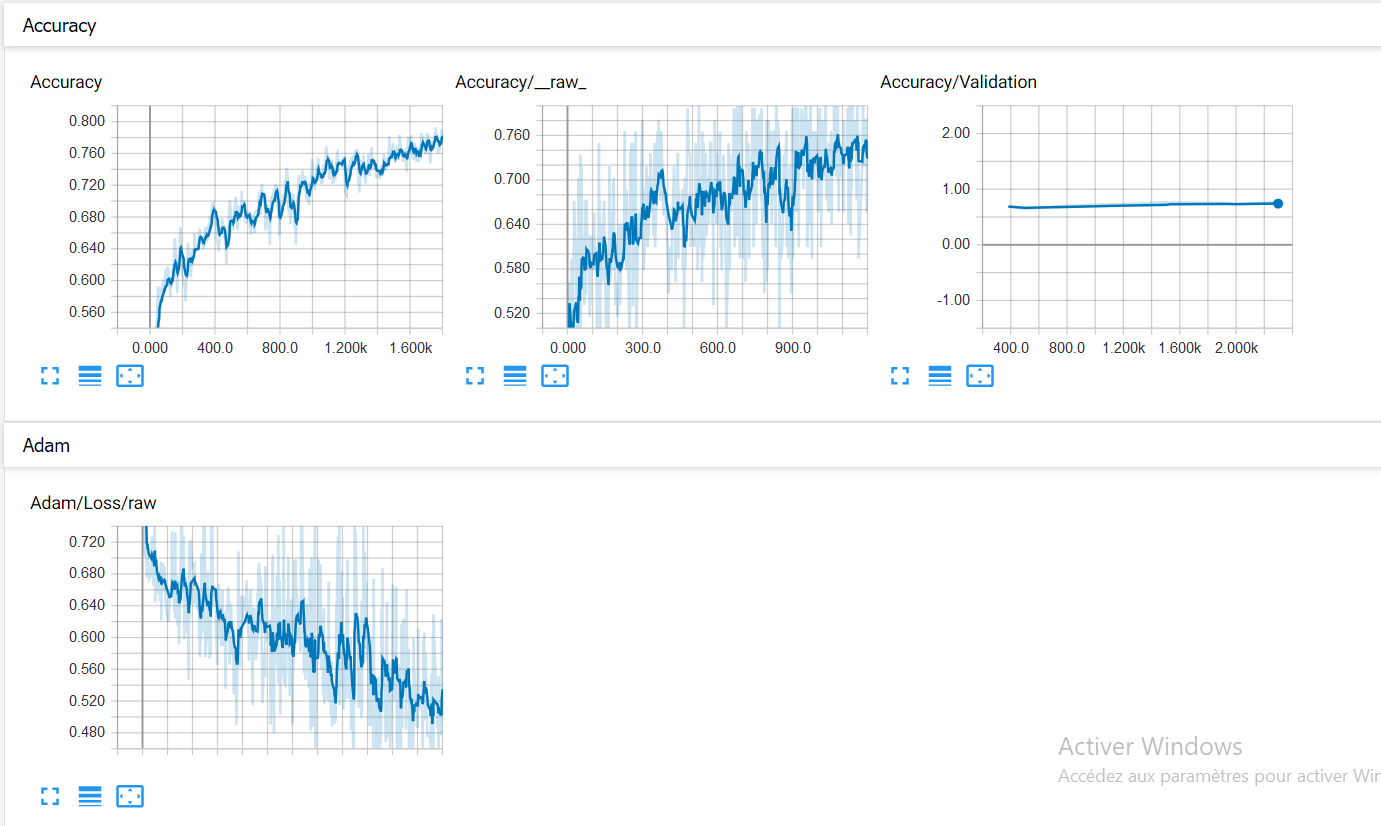 Accuracy
Accuracy
0.800
0.760
0.720
0.680
0.640
0.600
0.560
0.000 400.0 800.0 1.200k 1.600k
Accuracy/__raw_
0.760
0.700
0.640
0.580
0.520
0.000 300.0 600.0 900.0
Accuracy/Validation
2.00
1.00
0.00
-1.00
400.0 800.0 1.200k 1.600k 2.000k
Adam
Adam/Loss/raw
0.720
0.680
0.640
0.600
0.560
0.520
0.480
Activer Windows
Accédez aux paramètres pour activer Win